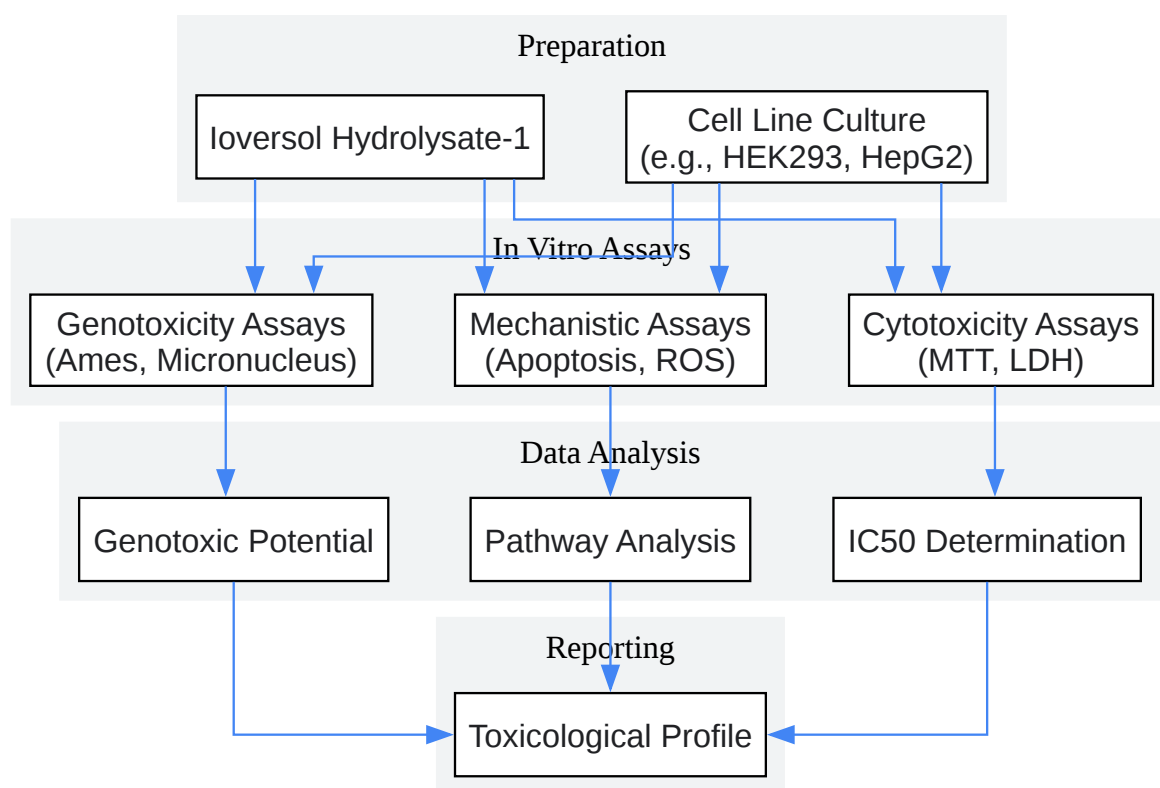 Preparation
Ioversol Hydrolysate-1
Cell Line Culture
(e.g., HEK293, HepG2)
In Vitro Assays
Genotoxicity Assays
(Ames, Micronucleus)
Mechanistic Assays
(Apoptosis, ROS)
Cytotoxicity Assays
(MTT, LDH)
Data Analysis
Genotoxic Potential
Pathway Analysis
IC50 Determination
Reporting
Toxicological Profile